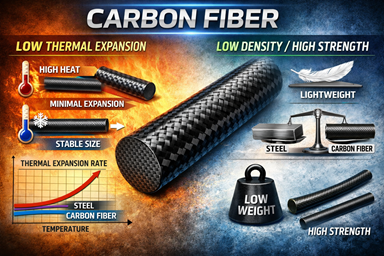 CARBON FIBER
LOW THERMAL EXPANSION
HIGH HEAT
MINIMAL EXPANSION
STABLE SIZE
THERMAL EXPANSION RATE
STEEL
CARBON FIBER
TEMPERATURE
LOW DENSITY / HIGH STRENGTH
LIGHTWEIGHT
STEEL
CARBON FIBER
LOW
WEIGHT
HIGH STRENGTH